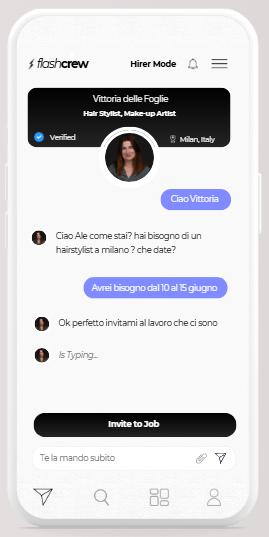 flashcrew
Hirer Mode
Vittoria delle Foglie
Hair Stylist, Make-up Artist
Verified
Milan, Italy
Ciao Vittoria
Ciao Ale come stai? hai bisogno di un
hairstylist a milano ? che date?
Avrei bisogno dal 10 al 15 giugno
Ok perfetto invitami al lavoro che ci sono
Is Typing...
Invite to Job
Te la mando subito